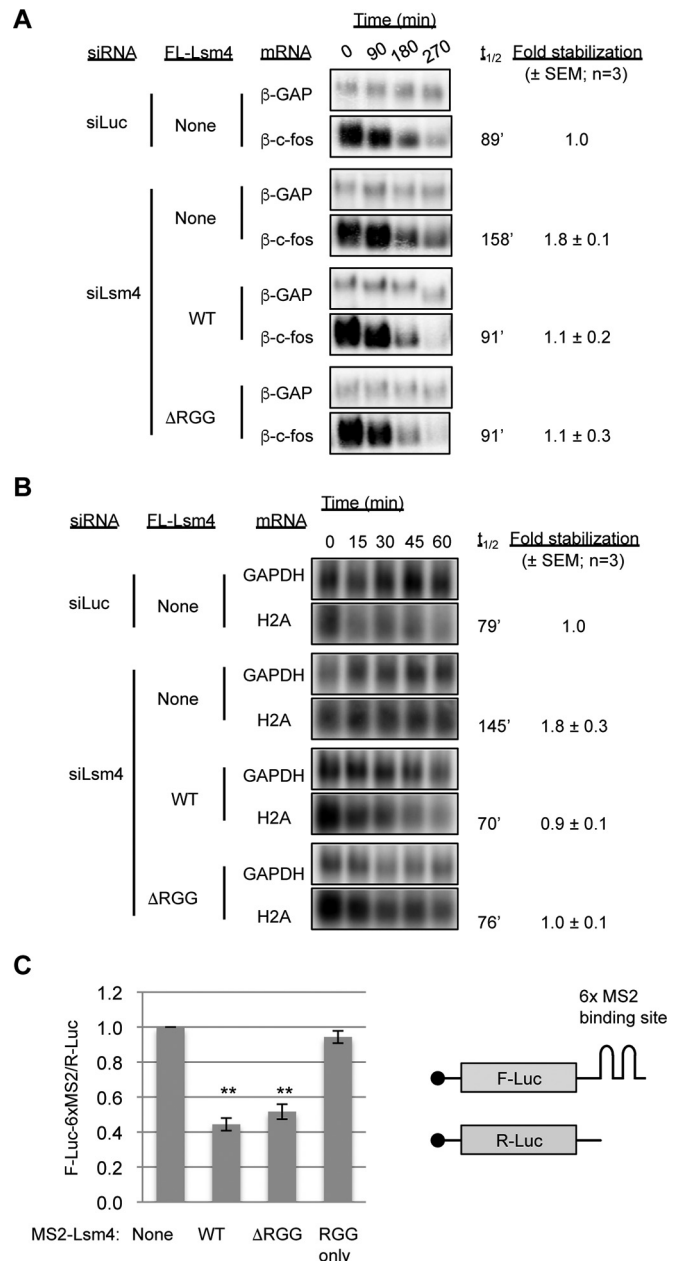 A
Time (min)
siRNA FL-Lsm4 mRNA 0 90 180 270 t1/2 Fold stabilization
(± SEM; n=3)
β-GAP
siLuc None
β-c-fos 89’ 1.0
β-GAP
None
β-c-fos 158’ 1.8 ± 0.1
siLsm4
β-GAP
WT
β-c-fos 91’ 1.1 ± 0.2
β-GAP
ΔRGG
β-c-fos 91’ 1.1 ± 0.3
B
Time (min)
siRNA FL-Lsm4 mRNA
0 15 30 45 60 t1/2 Fold stabilization
(± SEM; n=3)
GAPDH
siLuc None
H2A 79’ 1.0
GAPDH
None
H2A 145’ 1.8 ± 0.3
siLsm4
GAPDH
WT
H2A 70’ 0.9 ± 0.1
GAPDH
ΔRGG
H2A 76’ 1.0 ± 0.1
C
F-Luc-6xMS2/R-Luc
1.2
1.0
0.8
0.6
0.4
0.2
0.0
** **
MS2-Lsm4: None WT ΔRGG RGG
only
6x MS2
binding site
F-Luc
R-Luc